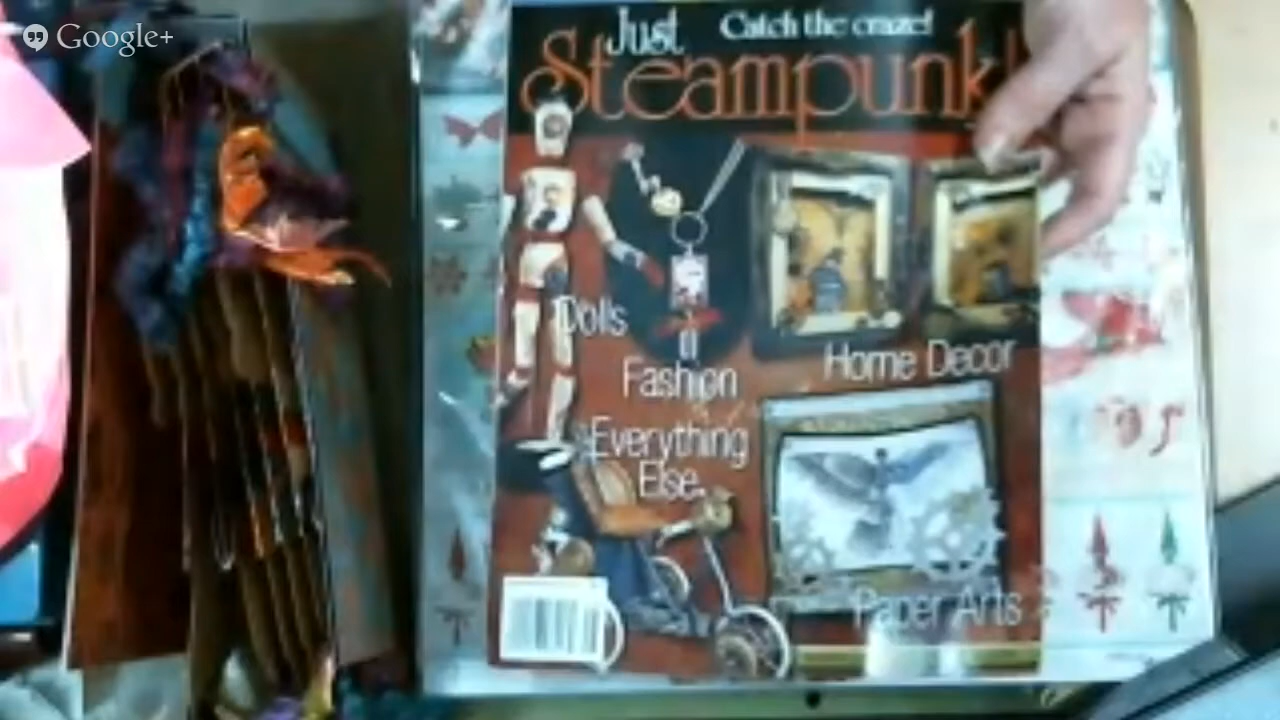 Google+
Just
Catch the craze!
Steampunk!
Dolls
Fashion
Home Decor
Everything
Else
Paper Arts